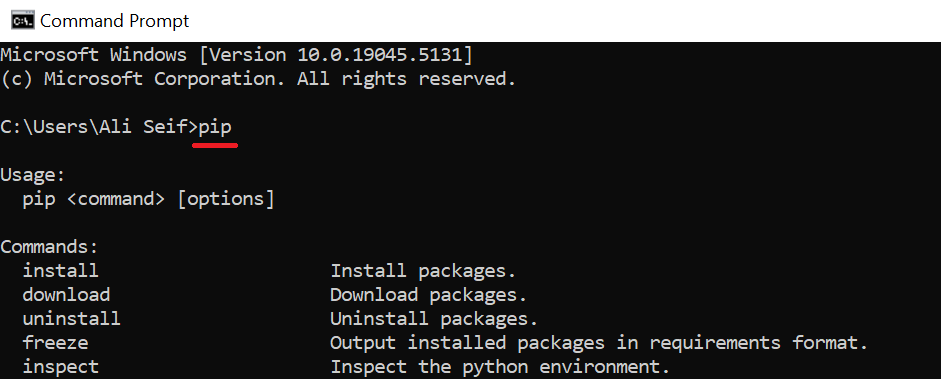 Command Prompt
Microsoft Windows [Version 10.0.19045.5131]
(c) Microsoft Corporation. All rights reserved.
C:\Users\Ali Seif>pip
Usage:
pip <command> [options]
Commands:
install Install packages.
download Download packages.
uninstall Uninstall packages.
freeze Output installed packages in requirements format.
inspect Inspect the python environment.